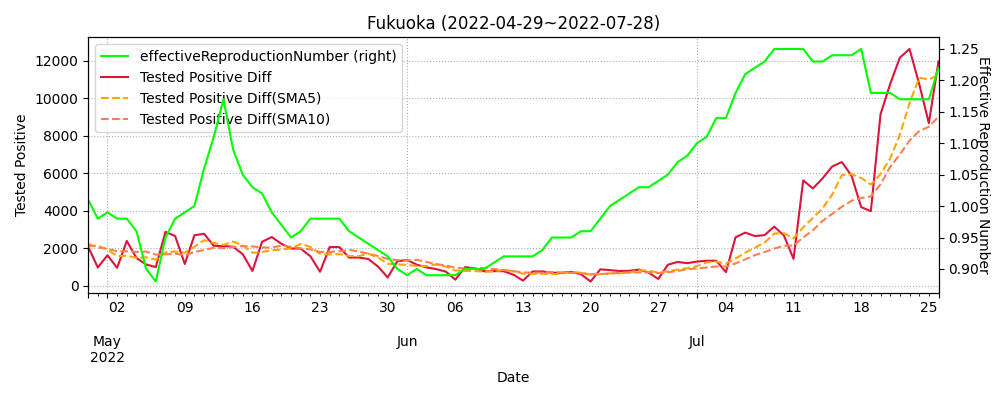 Fukuoka (2022-04-29~2022-07-28)
effectiveReproductionNumber (right)
Tested Positive Diff
Tested Positive Diff(SMA5)
Tested Positive Diff(SMA10)
Tested Positive
12000
10000
8000
6000
4000
2000
0
1.25
1.20
1.15
1.10
1.05
1.00
0.95
0.90
Effective Reproduction Number
02 09 16 23 30 06 13 20 27 04 11 18 25
May Jun Jul
2022
Date